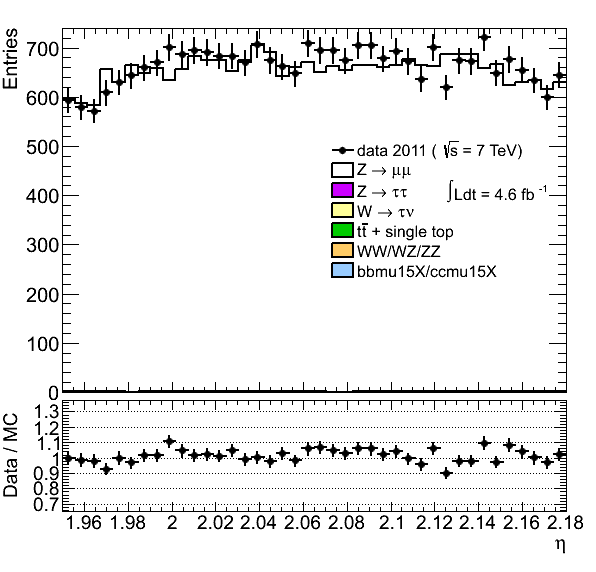 Entries
700
600
500
400
300
200
100
0
data 2011 ( √s = 7 TeV)
Z → μμ
Z → ττ
∫Ldt = 4.6 fb⁻¹
W → τν
tt̅ + single top
WW/WZ/ZZ
bbmu15X/ccmu15X
Data / MC
1.3
1.2
1.1
1
0.9
0.8
0.7
1.96 1.98 2 2.02 2.04 2.06 2.08 2.1 2.12 2.14 2.16 2.18
η